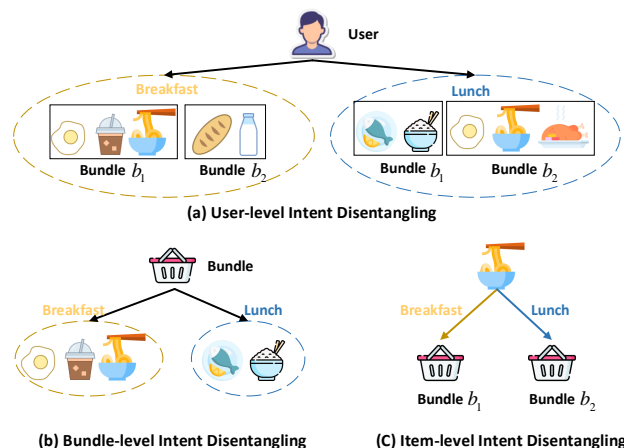 User
Breakfast
Lunch
Bundle b1
Bundle b2
Bundle b1
Bundle b2
(a) User-level Intent Disentangling
Bundle
Breakfast
Lunch
Breakfast
Lunch
Bundle b1
Bundle b2
(b) Bundle-level Intent Disentangling
(C) Item-level Intent Disentangling